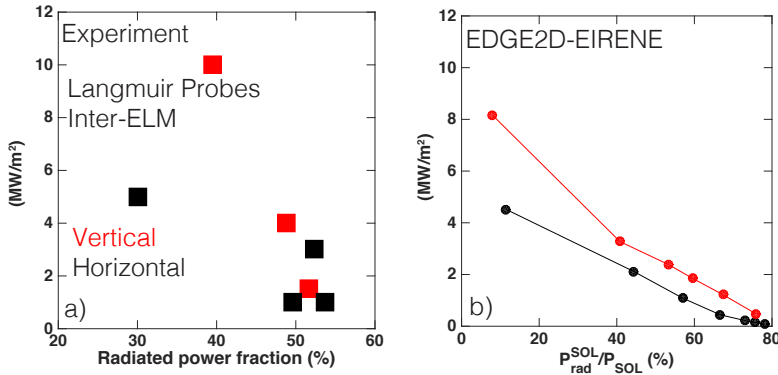 Experiment
Langmuir Probes
Inter-ELM
Vertical
Horizontal
a)
(MW/m²)
0
2
4
6
8
10
12
20
30
40
50
60
Radiated power fraction (%)
EDGE2D-EIRENE
b)
(MW/m²)
0
2
4
6
8
10
12
0
20
40
60
80
P_rad^SOL/P_SOL (%)